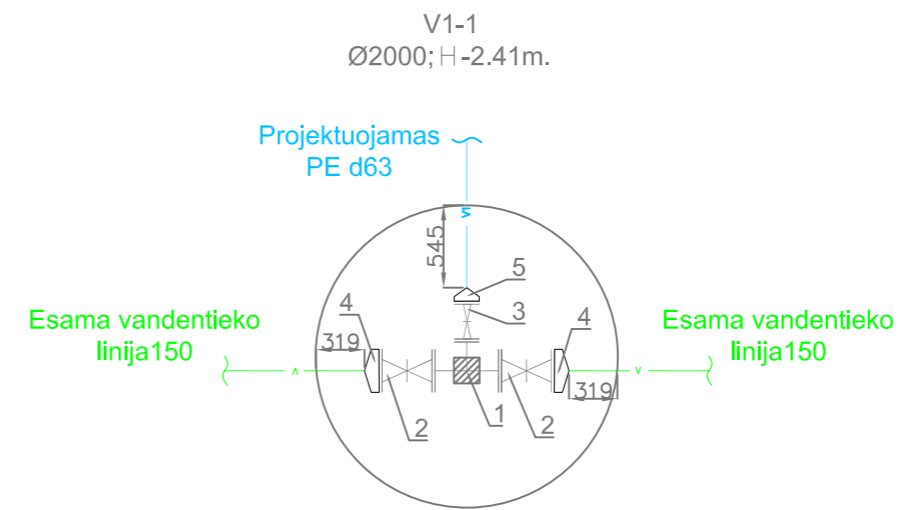 V1-1
Ø2000; H-2.41m.
Projektuojamas
PE d63
V1
545
5
3
4
4
Esama vandentieko
linija150
Esama vandentieko
linija150
319
319
1
2
2